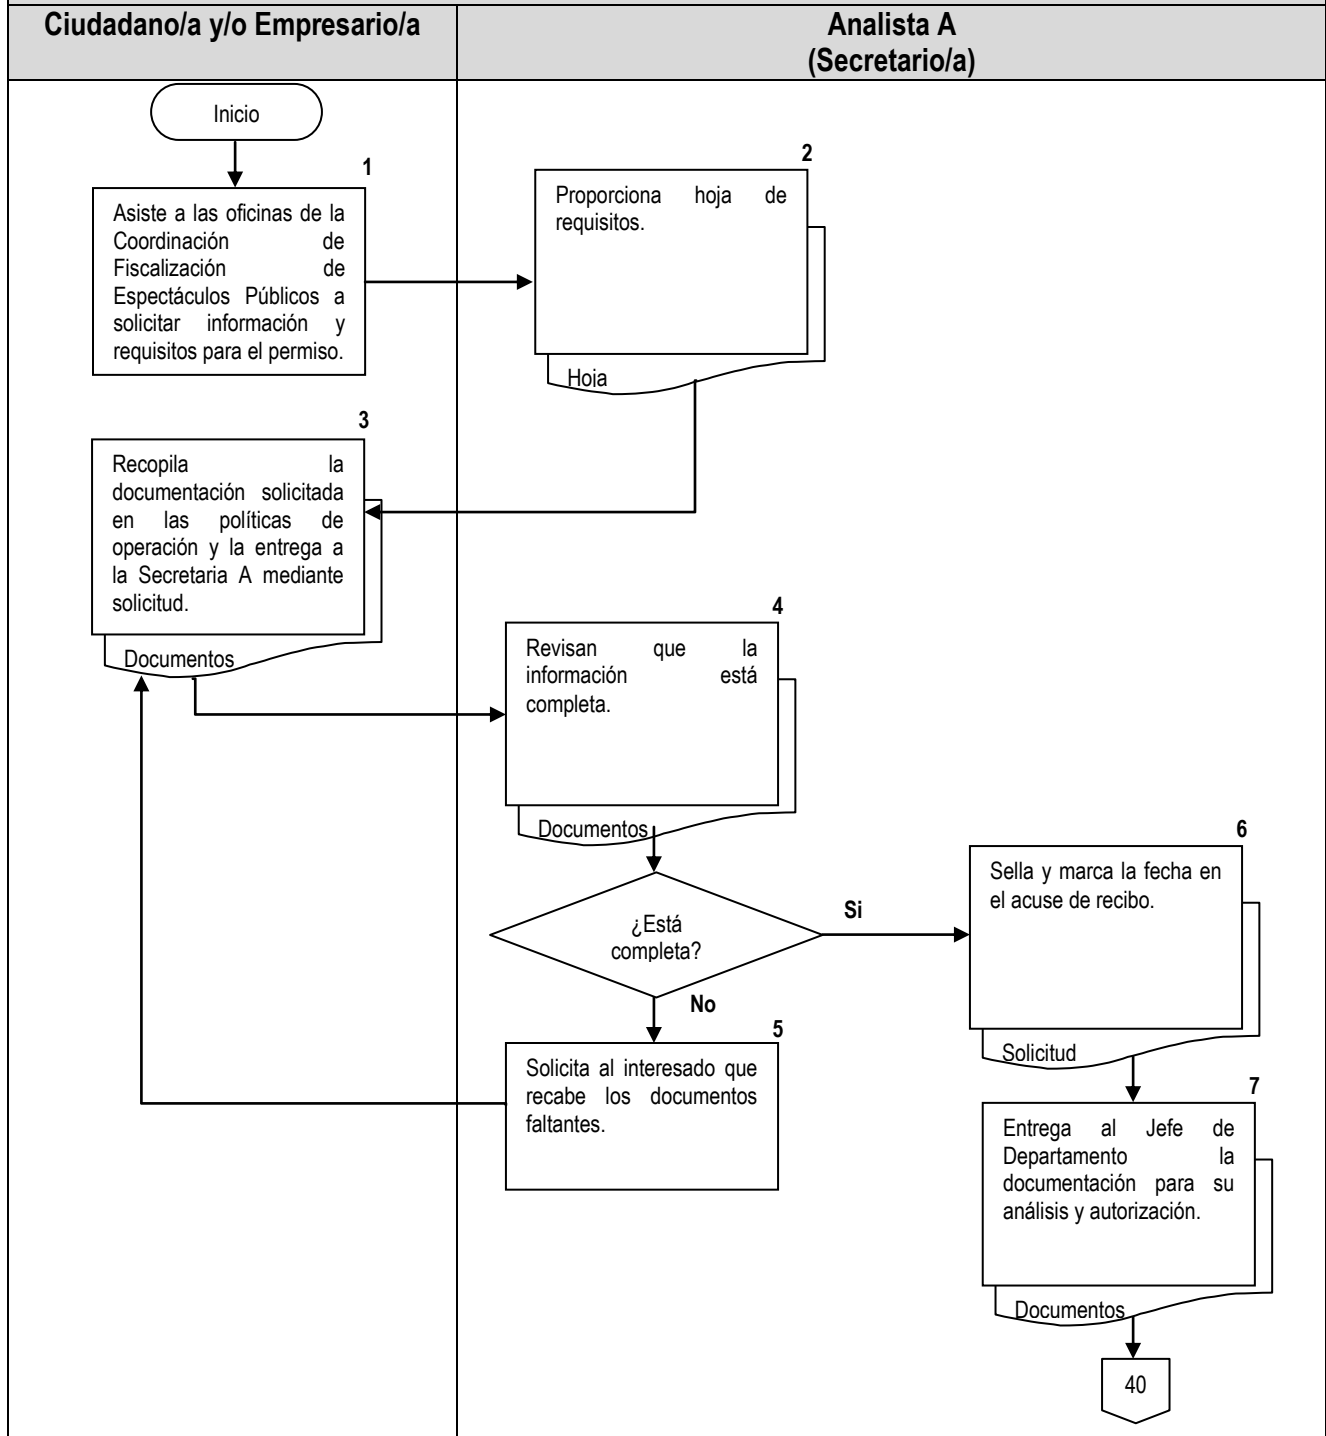 Ciudadano/a y/o Empresario/a
Analista A
(Secretario/a)
Inicio
1
Asiste a las oficinas de la
Coordinación de
Fiscalización de
Espectáculos Públicos a
solicitar información y
requisitos para el permiso.
2
Proporciona hoja de
requisitos.
Hoja
3
Recopila la
documentación solicitada
en las políticas de
operación y la entrega a
la Secretaria A mediante
solicitud.
Documentos
4
Revisan que la
información está
completa.
Documentos
¿Está
completa?
Si
No
5
Solicita al interesado que
recabe los documentos
faltantes.
6
Sella y marca la fecha en
el acuse de recibo.
Solicitud
7
Entrega al Jefe de
Departamento la
documentación para su
análisis y autorización.
Documentos
40